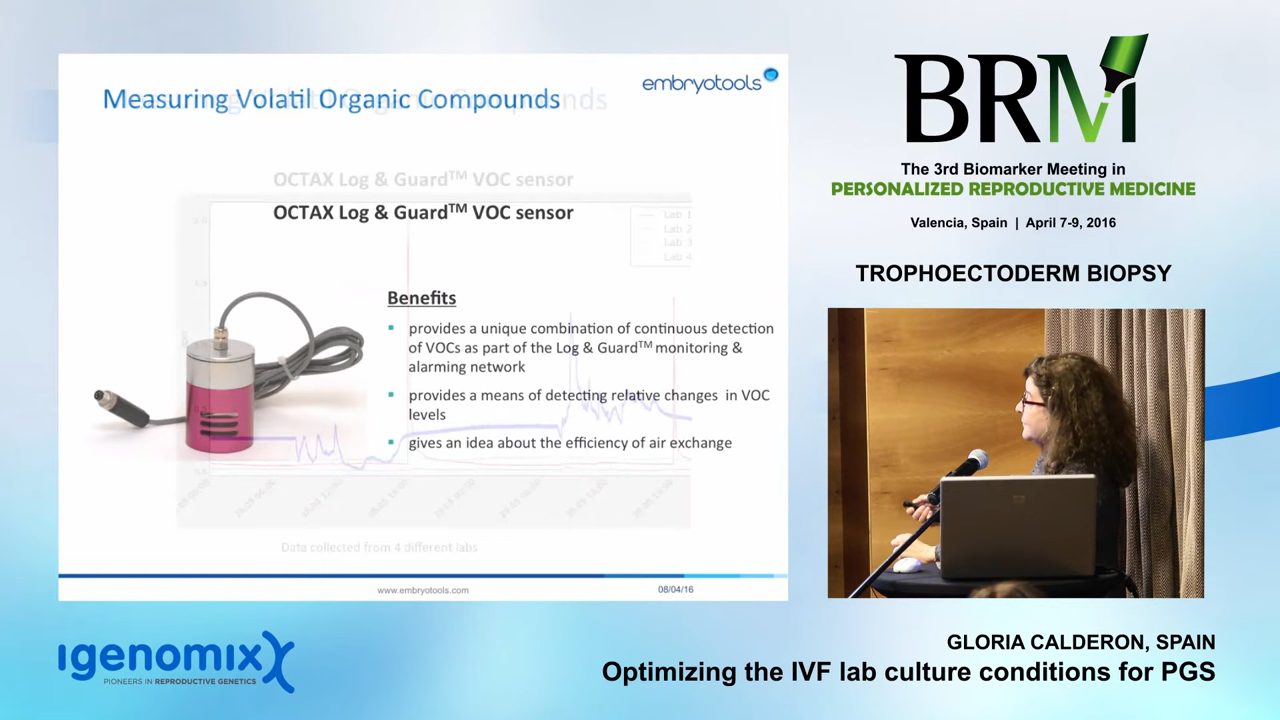 Measuring Volatil Organic Compounds
embryotools
OCTAX Log & Guard™ VOC sensor
OCTAX Log & Guard™ VOC sensor
Lab 1
Lab 2
Lab 3
Lab 4
Benefits
provides a unique combination of continuous detection
of VOCs as part of the Log & Guard™ monitoring &
alarming network
provides a means of detecting relative changes in VOC
levels
gives an idea about the efficiency of air exchange
Data collected from 4 different labs
www.embryotools.com
08/04/16
BRM
The 3rd Biomarker Meeting in
PERSONALIZED REPRODUCTIVE MEDICINE
Valencia, Spain | April 7-9, 2016
TROPHOECTODERM BIOPSY
igenomix
PIONEERS IN REPRODUCTIVE GENETICS
GLORIA CALDERON, SPAIN
Optimizing the IVF lab culture conditions for PGS